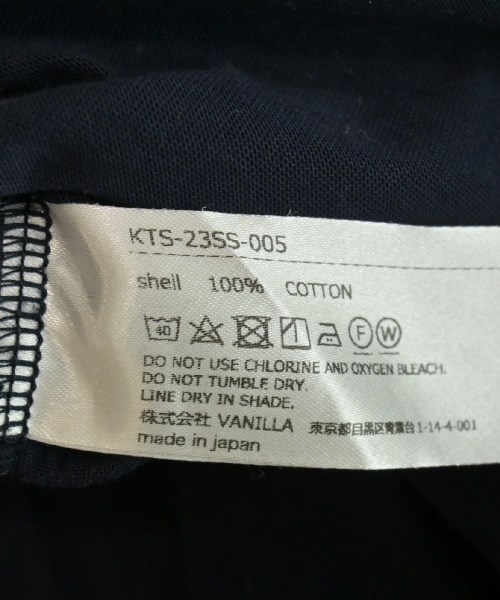 KTS-23SS-005
shell 100% COTTON
40 F W
DO NOT USE CHLORINE AND OXYGEN BLEACH.
DO NOT TUMBLE DRY.
LINE DRY IN SHADE.
株式会社 VANILLA 東京都目黒区青葉台1-14-4-001
made in japan